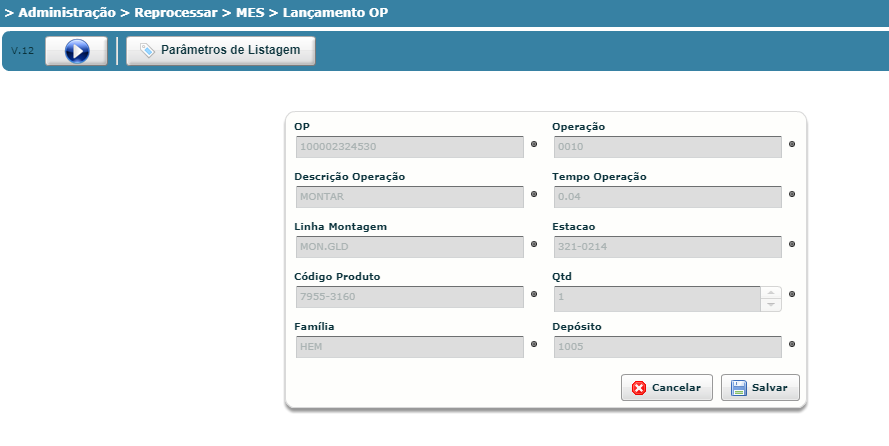 > Administração > Reprocessar > MES > Lançamento OP
V.12
Parâmetros de Listagem
OP Operação
100002324530 0010
Descrição Operação Tempo Operação
MONTAR 0.04
Linha Montagem Estacao
MON.GLD 321-0214
Código Produto Qtd
7955-3160 1
Família Depósito
HEM 1005
Cancelar Salvar